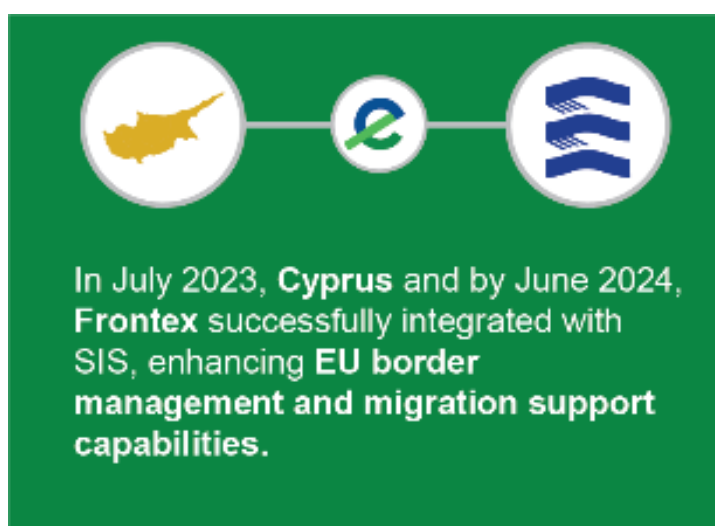 In July 2023, Cyprus and by June 2024,
Frontex successfully integrated with
SIS, enhancing EU border
management and migration support
capabilities.